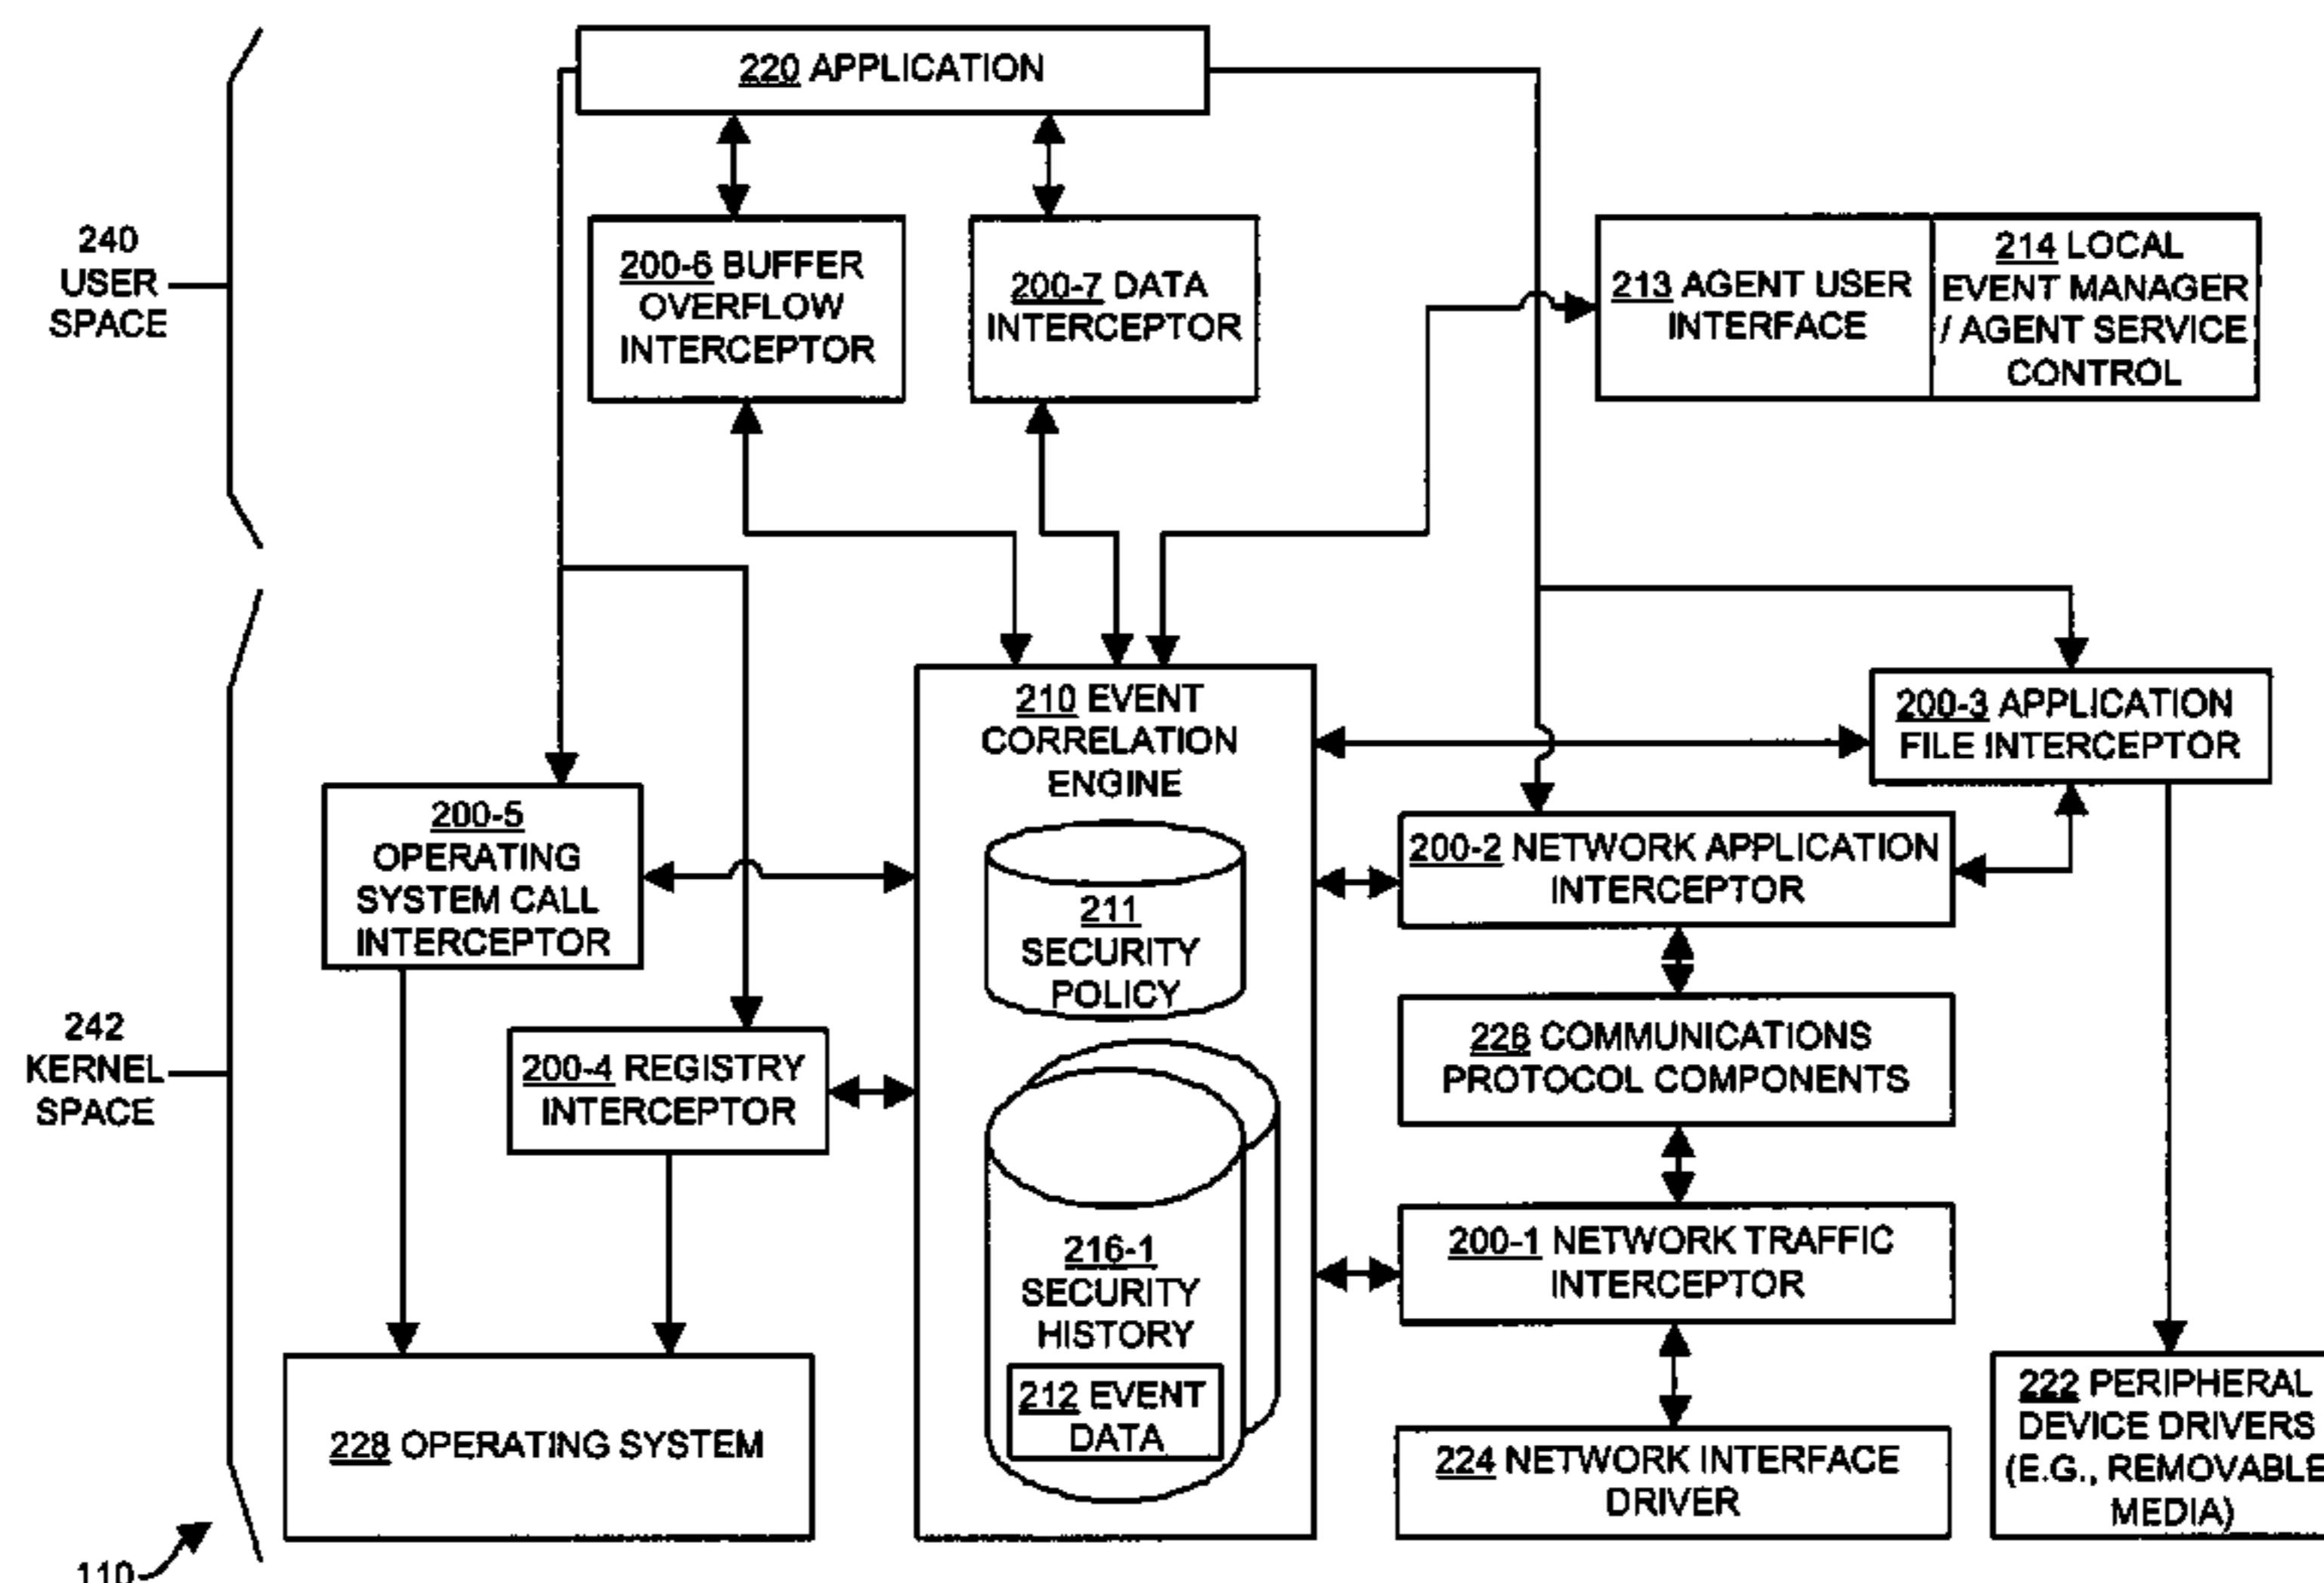 220 APPLICATION
240
USER
SPACE
200-6 BUFFER
OVERFLOW
INTERCEPTOR
200-7 DATA
INTERCEPTOR
213 AGENT USER
INTERFACE
214 LOCAL
EVENT MANAGER
/ AGENT SERVICE
CONTROL
210 EVENT
CORRELATION
ENGINE
200-3 APPLICATION
FILE INTERCEPTOR
200-5
OPERATING
SYSTEM CALL
INTERCEPTOR
211
SECURITY
POLICY
200-2 NETWORK APPLICATION
INTERCEPTOR
242
KERNEL
SPACE
200-4 REGISTRY
INTERCEPTOR
226 COMMUNICATIONS
PROTOCOL COMPONENTS
216-1
SECURITY
HISTORY
200-1 NETWORK TRAFFIC
INTERCEPTOR
212 EVENT
DATA
228 OPERATING SYSTEM
224 NETWORK INTERFACE
DRIVER
222 PERIPHERAL
DEVICE DRIVERS
(E.G., REMOVABLE
MEDIA)
110